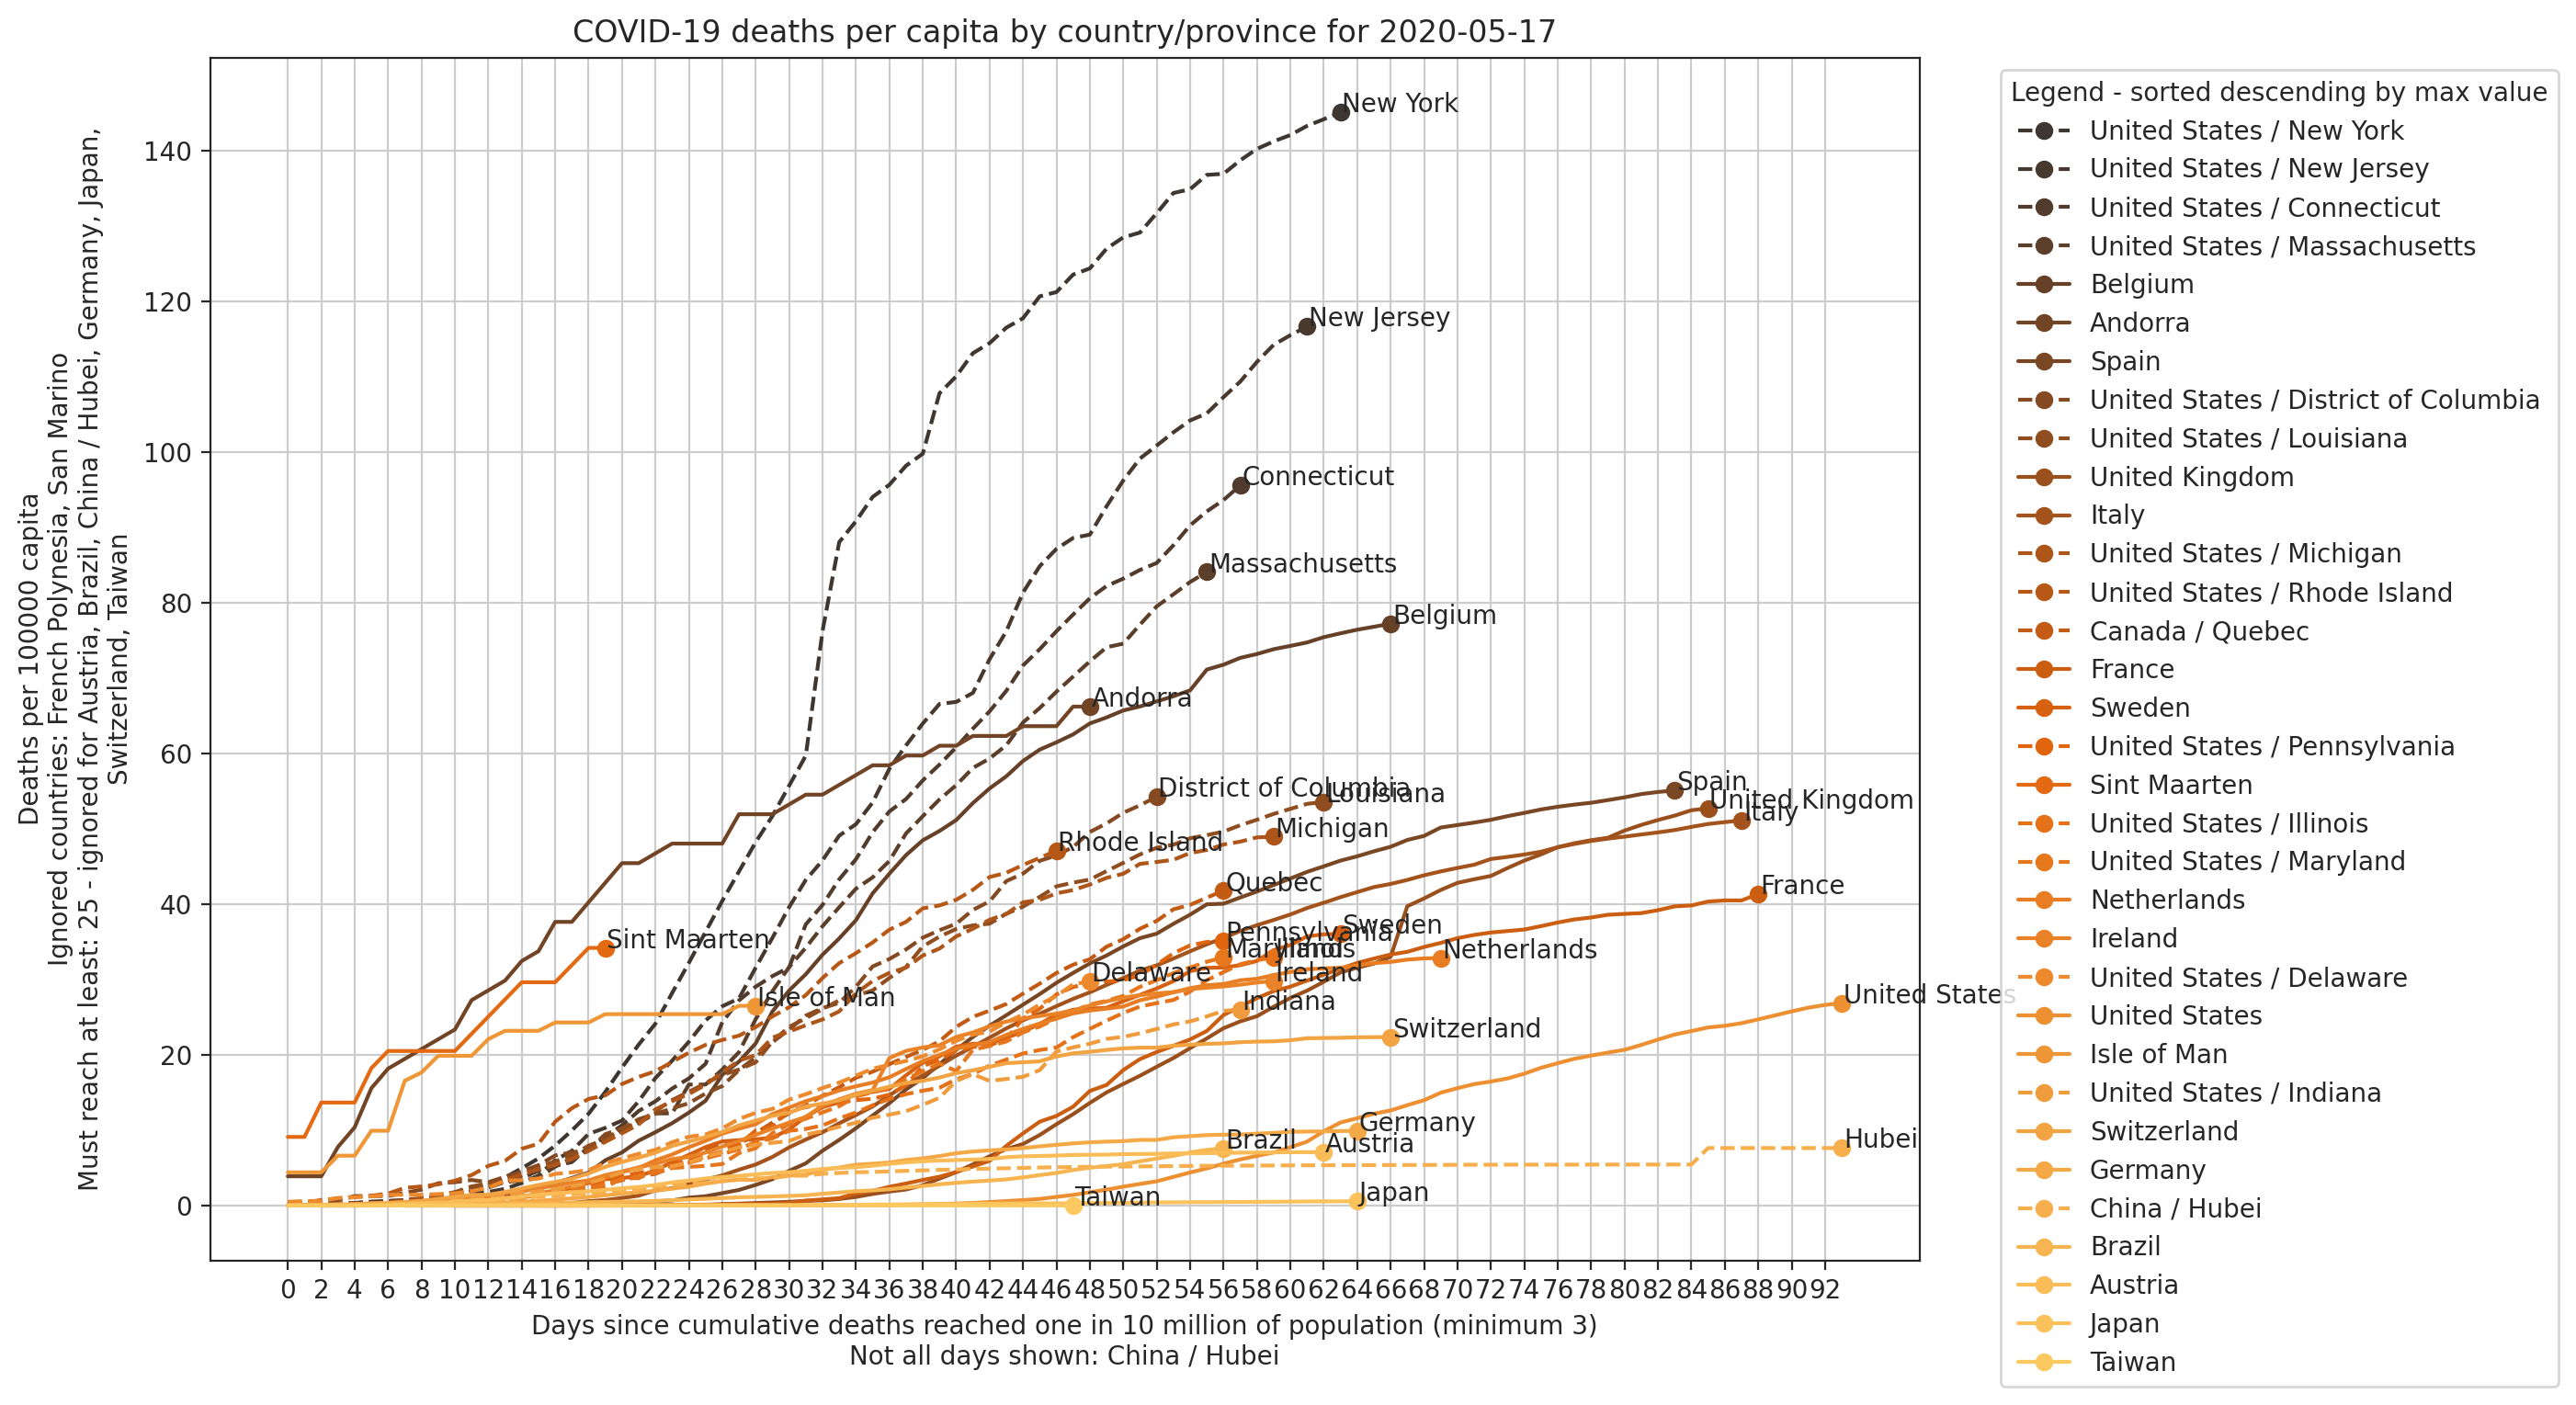 COVID-19 deaths per capita by country/province for 2020-05-17
Deaths per 100000 capita
Ignored countries: French Polynesia, San Marino
Must reach at least: 25 - ignored for Austria, Brazil, China / Hubei, Germany, Japan,
Switzerland, Taiwan
140
120
100
80
60
40
20
0
New York
New Jersey
Connecticut
Massachusetts
Belgium
Andorra
Spain
District of Columbia
Louisiana
United Kingdom
Italy
Michigan
Rhode Island
Quebec
France
Sweden
Pennsylvania
Sint Maarten
Illinois
Maryland
Netherlands
Ireland
Delaware
United States
Isle of Man
Indiana
Switzerland
Germany
Hubei
Brazil
Austria
Japan
Taiwan
0 2 4 6 8 10 12 14 16 18 20 22 24 26 28 30 32 34 36 38 40 42 44 46 48 50 52 54 56 58 60 62 64 66 68 70 72 74 76 78 80 82 84 86 88 90 92
Days since cumulative deaths reached one in 10 million of population (minimum 3)
Not all days shown: China / Hubei
Legend - sorted descending by max value
United States / New York
United States / New Jersey
United States / Connecticut
United States / Massachusetts
Belgium
Andorra
Spain
United States / District of Columbia
United States / Louisiana
United Kingdom
Italy
United States / Michigan
United States / Rhode Island
Canada / Quebec
France
Sweden
United States / Pennsylvania
Sint Maarten
United States / Illinois
United States / Maryland
Netherlands
Ireland
United States / Delaware
United States
Isle of Man
United States / Indiana
Switzerland
Germany
China / Hubei
Brazil
Austria
Japan
Taiwan